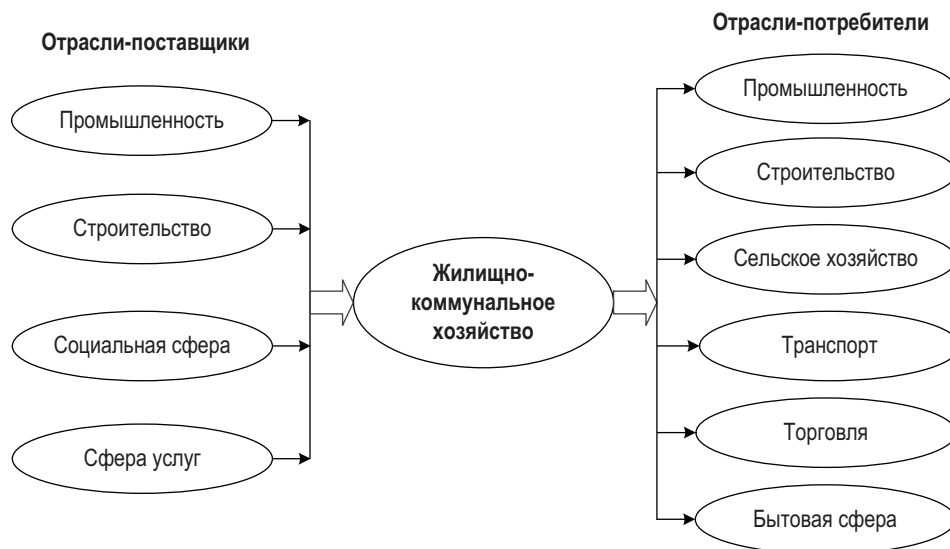 Отрасли-поставщики
Промышленность
Строительство
Социальная сфера
Сфера услуг
Жилищно-
коммунальное
хозяйство
Отрасли-потребители
Промышленность
Строительство
Сельское хозяйство
Транспорт
Торговля
Бытовая сфера